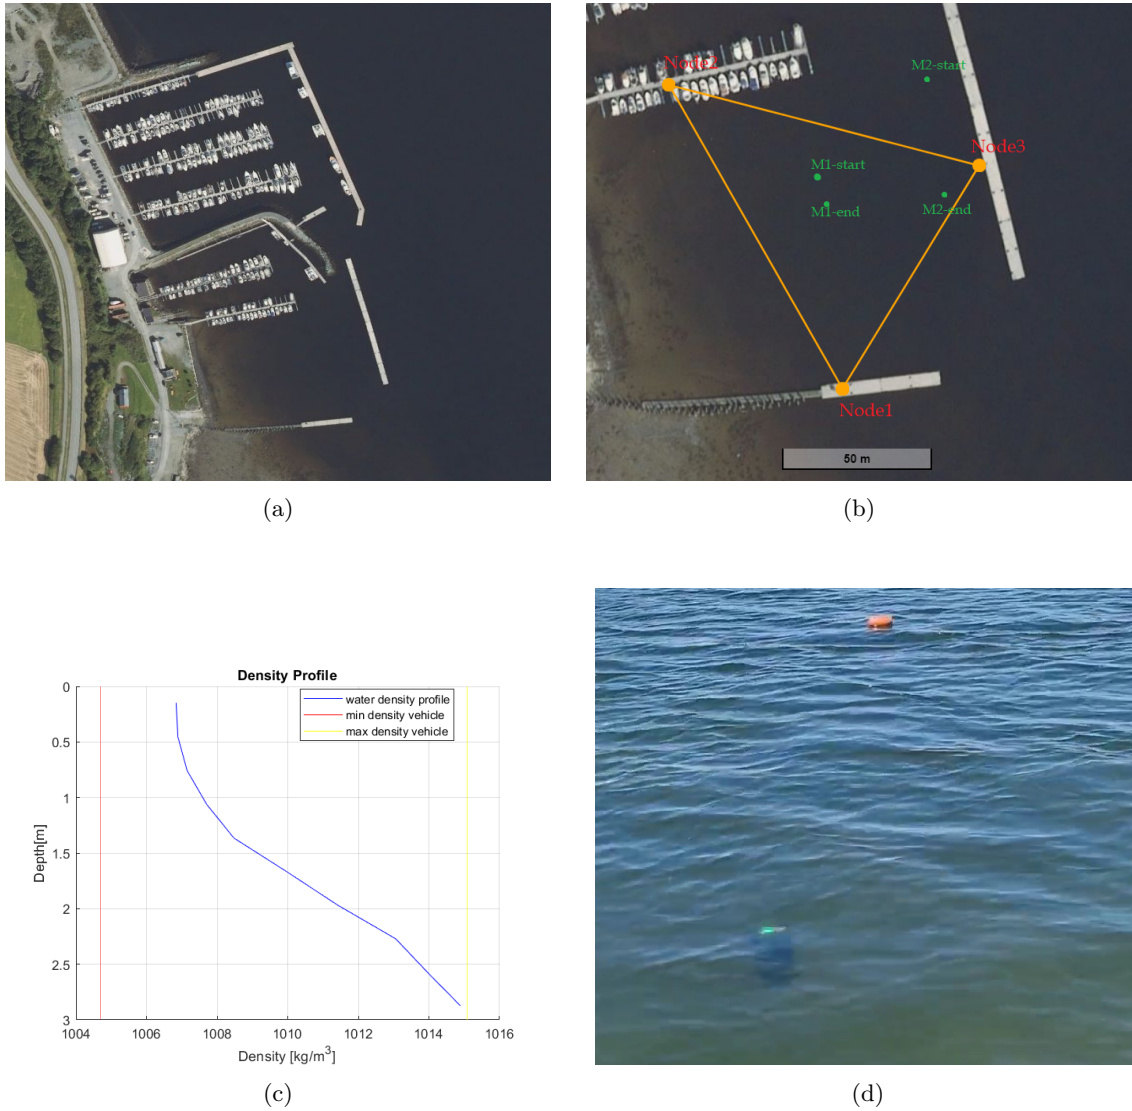 Node2
M2-start
Node3
M1-start
M1-end
M2-end
Node1
50 m
(a)
(b)
Density Profile
water density profile
min density vehicle
max density vehicle
0
0.5
1
1.5
2
2.5
3
Depth[m]
1004
1006
1008
1010
1012
1014
1016
Density [kg/m³]
(c)
(d)